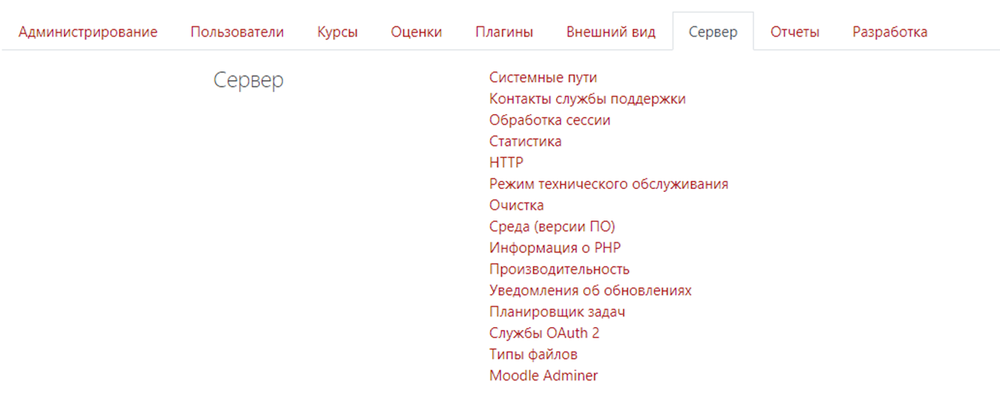 Администрирование Пользователи Курсы Оценки Плагины Внешний вид Сервер Отчеты Разработка
Сервер
Системные пути
Контакты службы поддержки
Обработка сессии
Статистика
HTTP
Режим технического обслуживания
Очистка
Среда (версии ПО)
Информация о PHP
Производительность
Уведомления об обновлениях
Планировщик задач
Службы OAuth 2
Типы файлов
Moodle Adminer